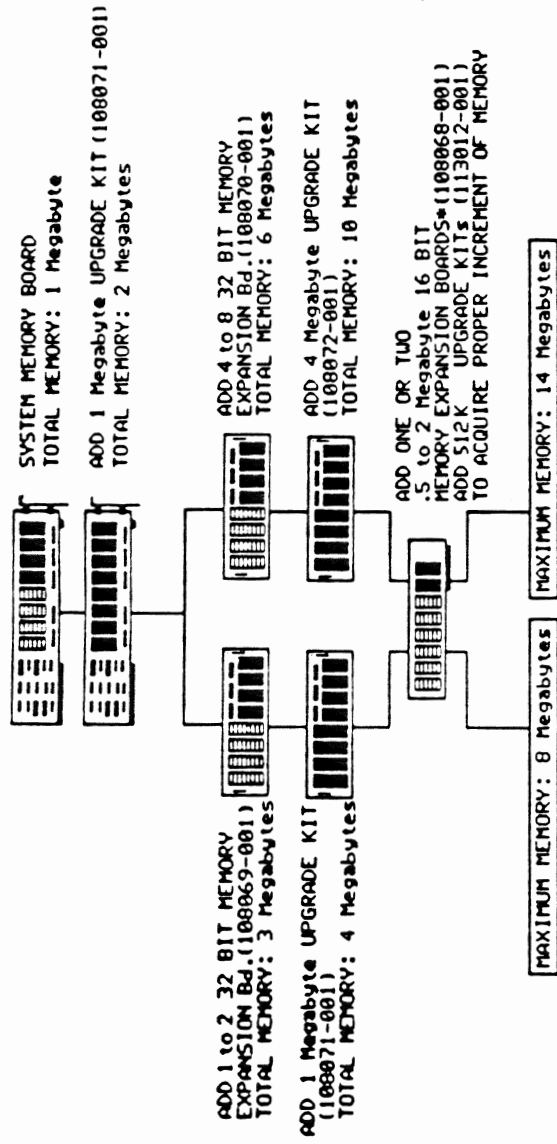 SYSTEM MEMORY BOARD
TOTAL MEMORY: 1 Megabyte
ADD 1 Megabyte UPGRADE KIT (108071-001)
TOTAL MEMORY: 2 Megabytes
ADD 1 to 2 32 BIT MEMORY
EXPANSION Bd.(108069-001)
TOTAL MEMORY: 3 Megabytes
ADD 4 to 8 32 BIT MEMORY
EXPANSION Bd.(108070-001)
TOTAL MEMORY: 6 Megabytes
ADD 1 Megabyte UPGRADE KIT
(108071-001)
TOTAL MEMORY: 4 Megabytes
ADD 4 Megabyte UPGRADE KIT
(108072-001)
TOTAL MEMORY: 10 Megabytes
ADD ONE OR TWO
.5 to 2 Megabyte 16 BIT
MEMORY EXPANSION BOARDS*(108068-001)
ADD 512K UPGRADE KITs (113012-001)
TO ACQUIRE PROPER INCREMENT OF MEMORY
MAXIMUM MEMORY: 8 Megabytes
MAXIMUM MEMORY: 14 Megabytes